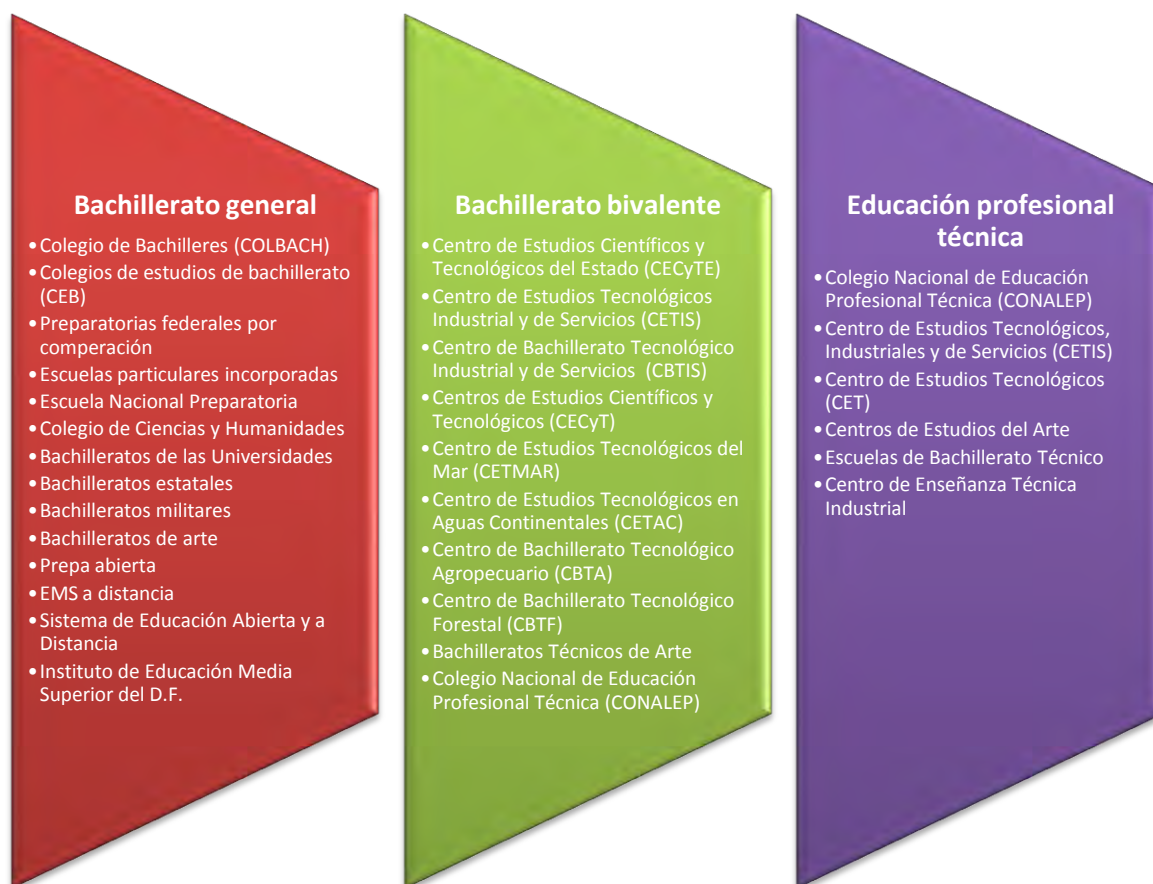 Bachillerato general
•Colegio de Bachilleres (COLBACH)
•Colegios de estudios de bachillerato
(CEB)
•Preparatorias federales por
comperación
•Escuelas particulares incorporadas
•Escuela Nacional Preparatoria
•Colegio de Ciencias y Humanidades
•Bachilleratos de las Universidades
•Bachilleratos estatales
•Bachilleratos militares
•Bachilleratos de arte
•Prepa abierta
•EMS a distancia
•Sistema de Educación Abierta y a
Distancia
•Instituto de Educación Media
Superior del D.F.
Bachillerato bivalente
•Centro de Estudios Científicos y
Tecnológicos del Estado (CECyTE)
•Centro de Estudios Tecnológicos
Industrial y de Servicios (CETIS)
•Centro de Bachillerato Tecnológico
Industrial y de Servicios (CBTIS)
•Centros de Estudios Científicos y
Tecnológicos (CECyT)
•Centro de Estudios Tecnológicos del
Mar (CETMAR)
•Centro de Estudios Tecnológicos en
Aguas Continentales (CETAC)
•Centro de Bachillerato Tecnológico
Agropecuario (CBTA)
•Centro de Bachillerato Tecnológico
Forestal (CBTF)
•Bachilleratos Técnicos de Arte
•Colegio Nacional de Educación
Profesional Técnica (CONALEP)
Educación profesional
técnica
•Colegio Nacional de Educación
Profesional Técnica (CONALEP)
•Centro de Estudios Tecnológicos,
Industriales y de Servicios (CETIS)
•Centro de Estudios Tecnológicos
(CET)
•Centros de Estudios del Arte
•Escuelas de Bachillerato Técnico
•Centro de Enseñanza Técnica
Industrial